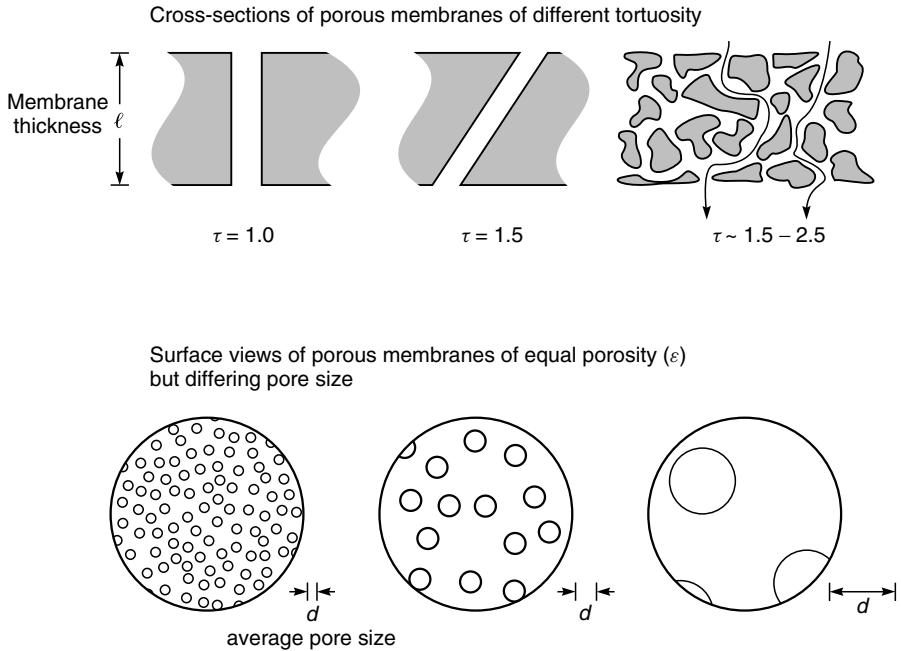 Cross-sections of porous membranes of different tortuosity
Membrane
thickness ℓ
τ = 1.0
τ = 1.5
τ ~ 1.5 – 2.5
Surface views of porous membranes of equal porosity (ε)
but differing pore size
d
d
d
average pore size